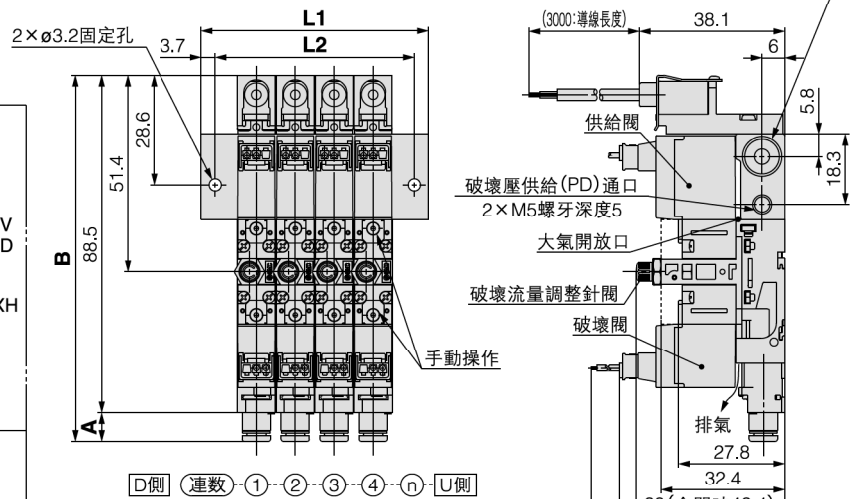 L1
2×ø3.2固定孔
3.7
L2
28.6
51.4
88.5
B
A
手動操作
D側 連數 1 2 3 4 n U側
V
D
XH
(3000:導線長度)
38.1
6
5.8
18.3
供給閥
破壞壓供給(PD)通口
2×M5螺牙深度5
大氣開放口
破壞流量調整針閥
破壞閥
排氣
27.8
32.4